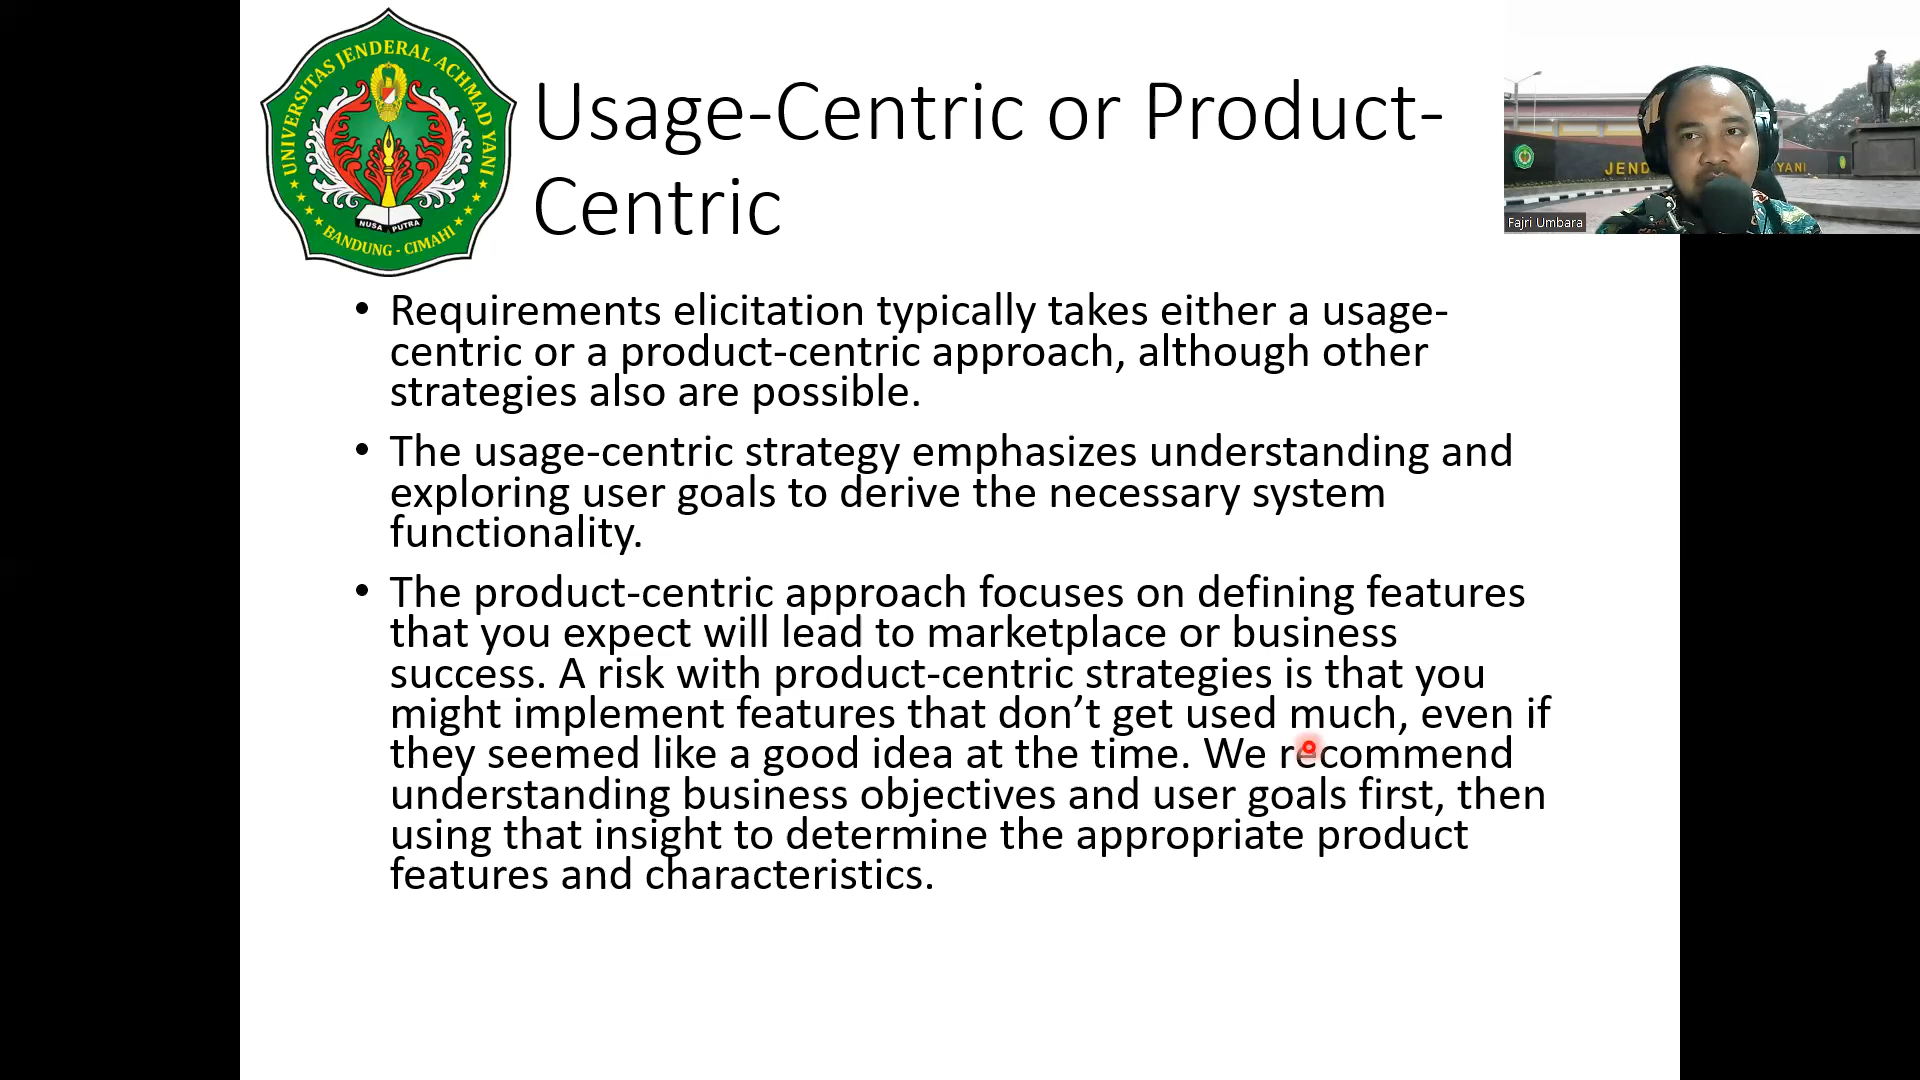 UNIVERSITAS JENDERAL ACHMAD YANI
NUSA PUTRA
BANDUNG - CIMAHI
Usage-Centric or Product-
Centric
JEND
YANI
Fajri Umbara
• Requirements elicitation typically takes either a usage-
centric or a product-centric approach, although other
strategies also are possible.
• The usage-centric strategy emphasizes understanding and
exploring user goals to derive the necessary system
functionality.
• The product-centric approach focuses on defining features
that you expect will lead to marketplace or business
success. A risk with product-centric strategies is that you
might implement features that don’t get used much, even if
they seemed like a good idea at the time. We recommend
understanding business objectives and user goals first, then
using that insight to determine the appropriate product
features and characteristics.